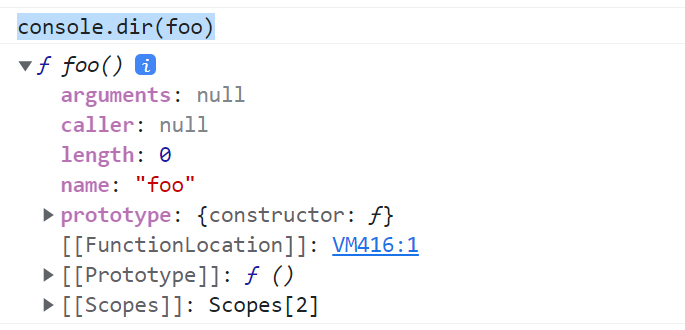 console.dir(foo)
▼ ƒ foo() i
arguments: null
caller: null
length: 0
name: "foo"
▶ prototype: {constructor: ƒ}
[[FunctionLocation]]: VM416:1
▶ [[Prototype]]: ƒ ()
▶ [[Scopes]]: Scopes[2]